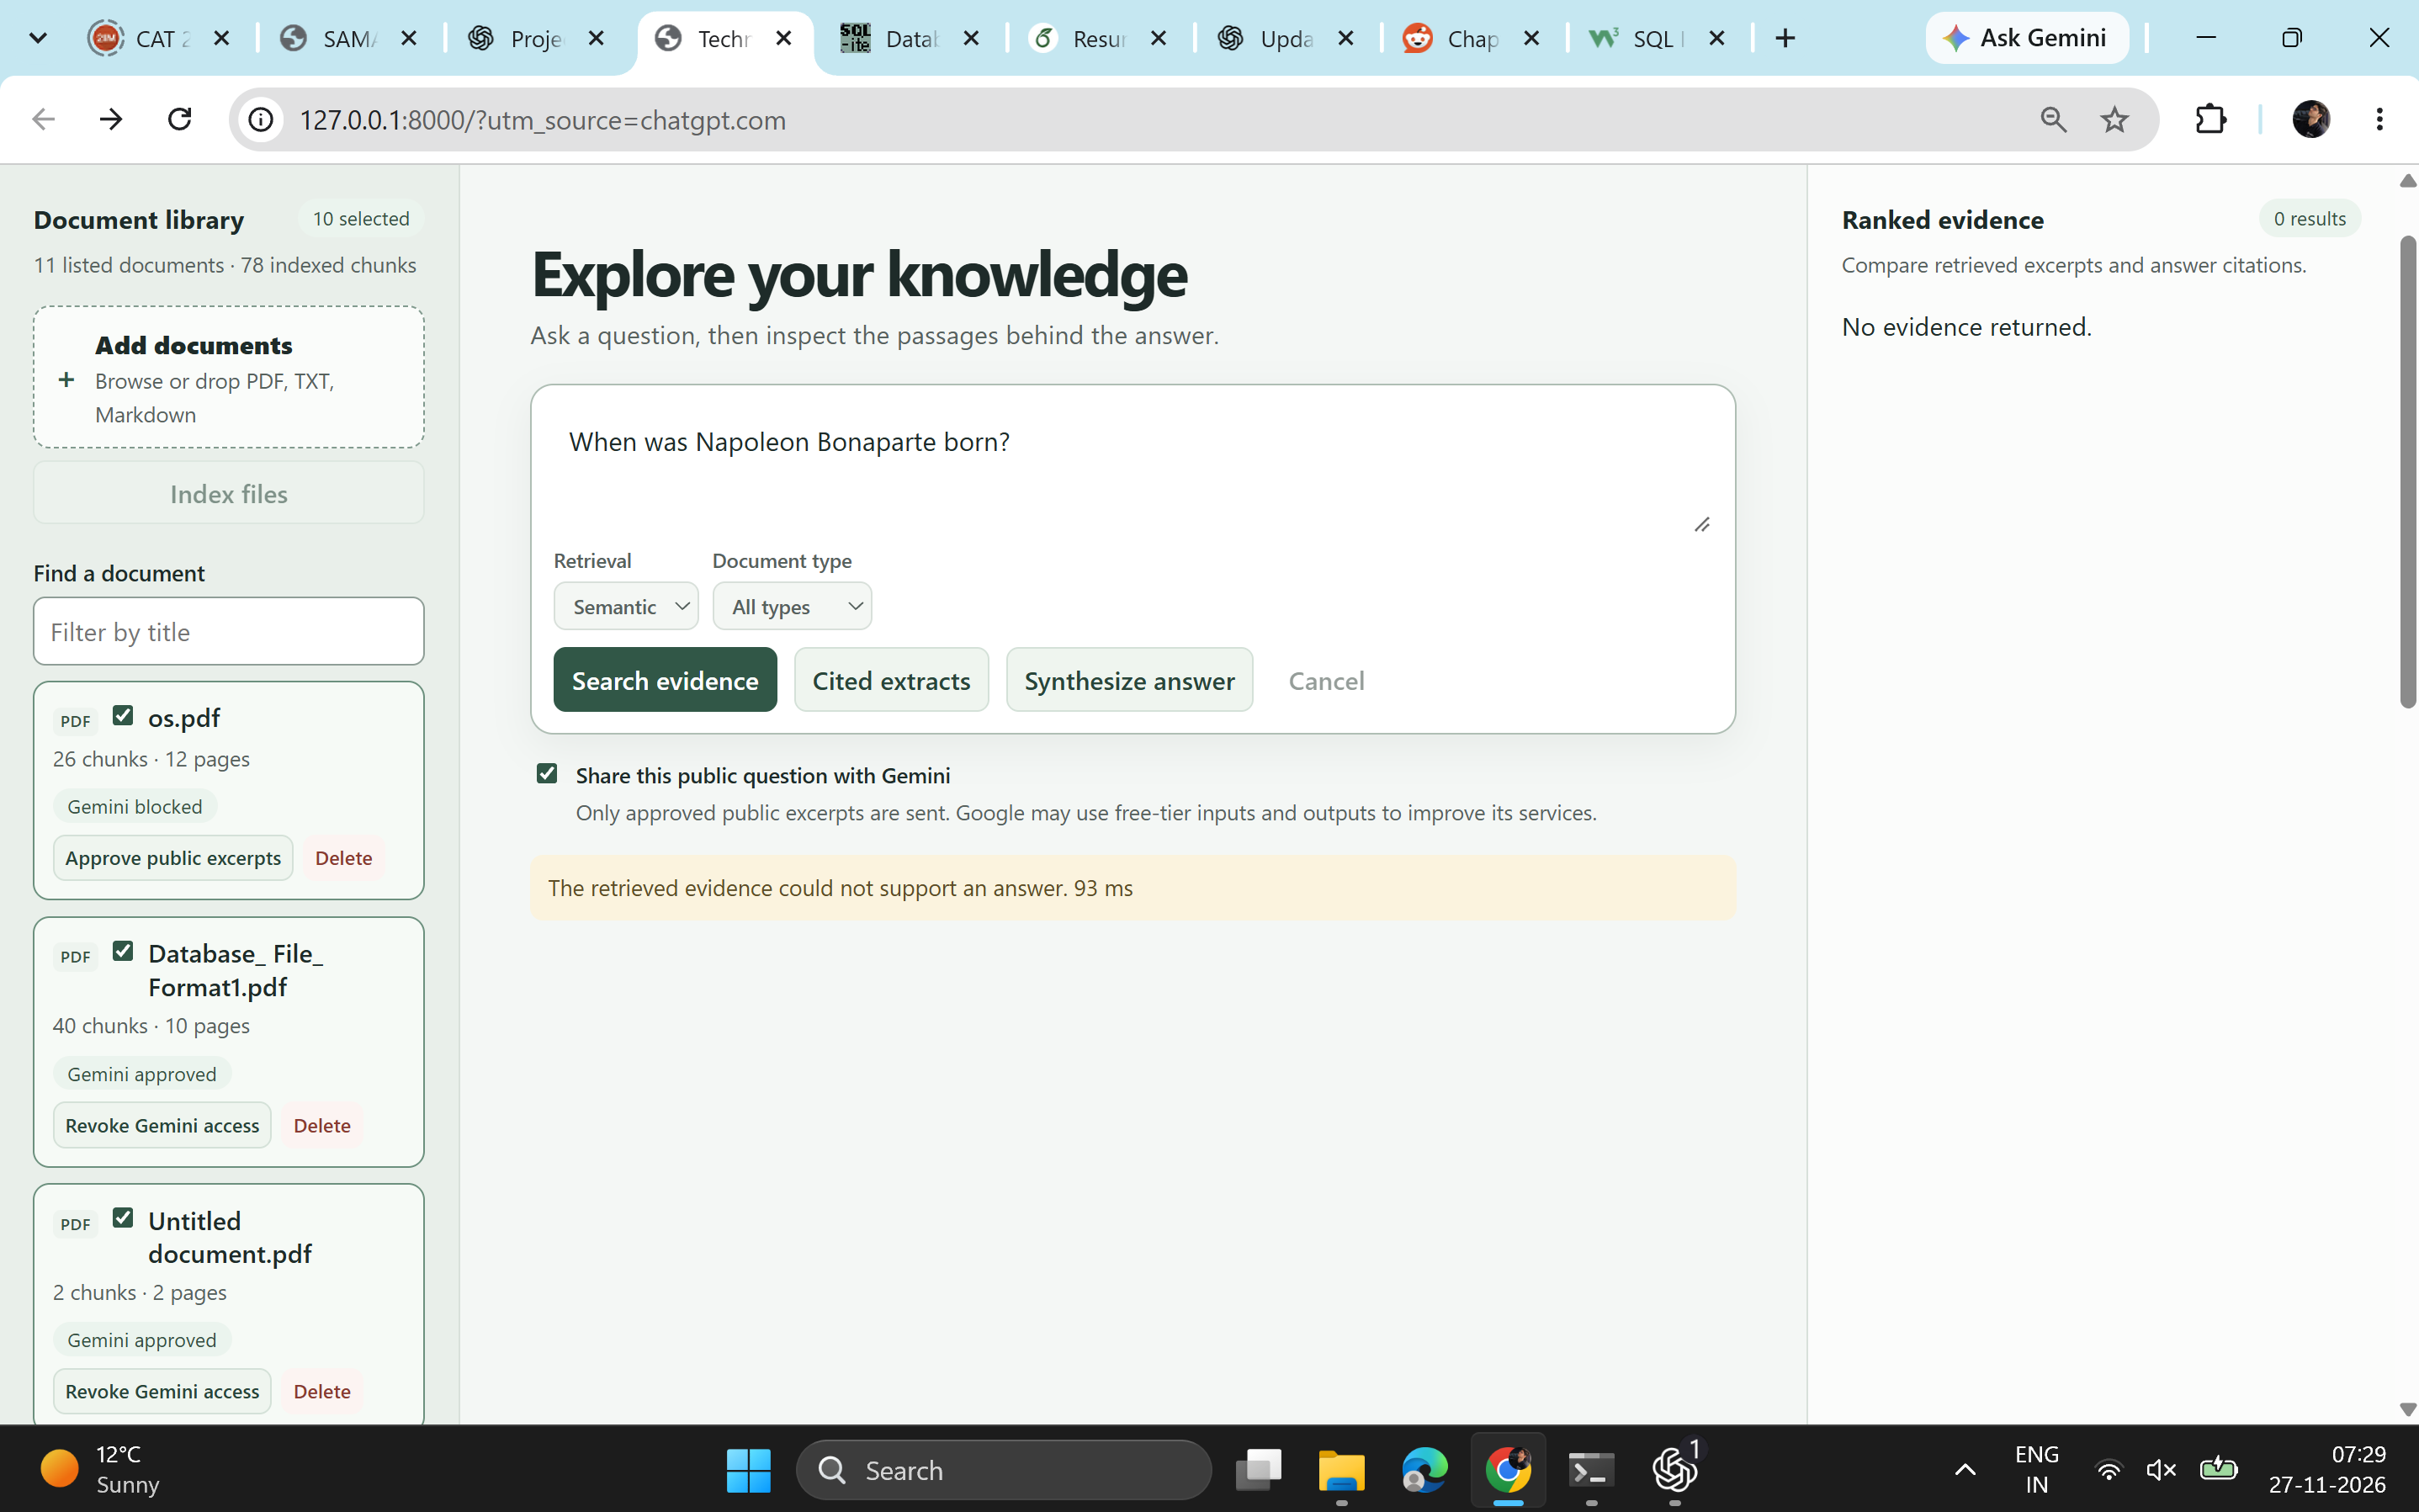 CAT 2
SAMA
Proje
Techn
Datab
Resur
Upda
Chap
SQL
Ask Gemini
127.0.0.1:8000/?utm_source=chatgpt.com
Document library
10 selected
11 listed documents · 78 indexed chunks
Add documents
+ Browse or drop PDF, TXT,
Markdown
Index files
Find a document
Filter by title
PDF os.pdf
26 chunks · 12 pages
Gemini blocked
Approve public excerpts Delete
PDF Database_ File_
Format1.pdf
40 chunks · 10 pages
Gemini approved
Revoke Gemini access Delete
PDF Untitled
document.pdf
2 chunks · 2 pages
Gemini approved
Revoke Gemini access Delete
Explore your knowledge
Ask a question, then inspect the passages behind the answer.
When was Napoleon Bonaparte born?
Retrieval Document type
Semantic All types
Search evidence Cited extracts Synthesize answer Cancel
Share this public question with Gemini
Only approved public excerpts are sent. Google may use free-tier inputs and outputs to improve its services.
The retrieved evidence could not support an answer. 93 ms
Ranked evidence
0 results
Compare retrieved excerpts and answer citations.
No evidence returned.
12°C
Sunny
Search
1
ENG
IN
07:29
27-11-2026